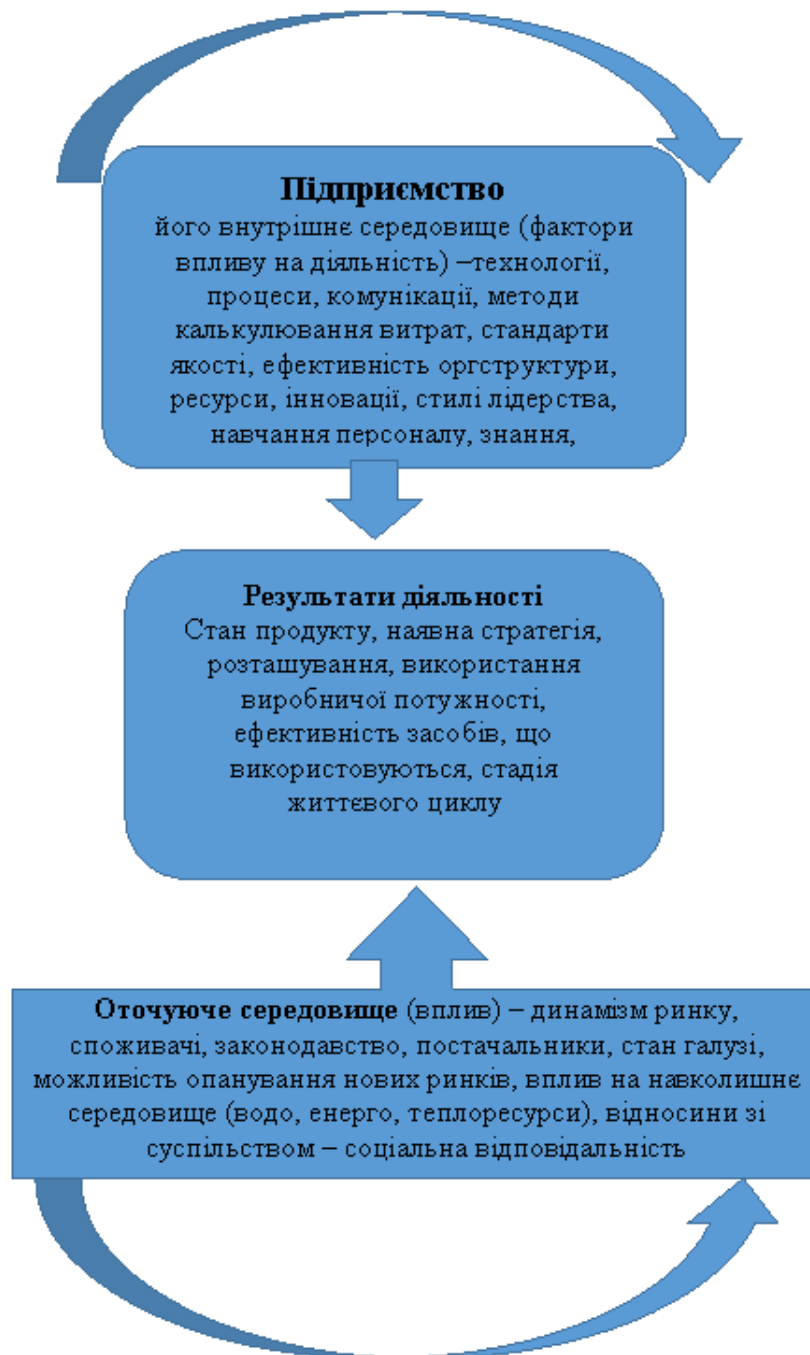 Підприємство
його внутрішнє середовище (фактори
впливу на діяльність) –технології,
процеси, комунікації, методи
калькулювання витрат, стандарти
якості, ефективність оргструктури,
ресурси, інновації, стилі лідерства,
навчання персоналу, знання,
Результати діяльності
Стан продукту, наявна стратегія,
розташування, використання
виробничої потужності,
ефективність засобів, що
використовуються, стадія
життєвого циклу
Оточуюче середовище (вплив) – динамізм ринку,
споживачі, законодавство, постачальники, стан галузі,
можливість опанування нових ринків, вплив на навколишнє
середовище (водо, енерго, теплоресурси), відносини зі
суспільством – соціальна відповідальність